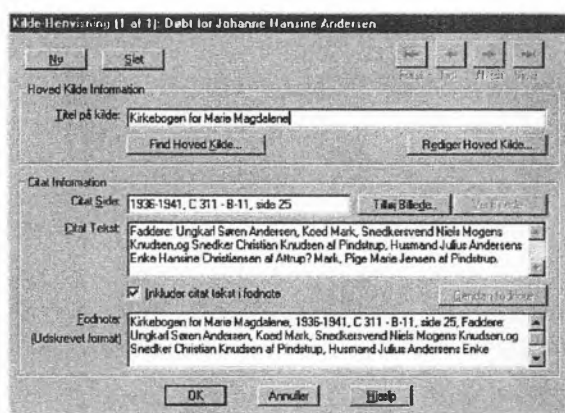 Kilde-Henvisning (1 of 1): Døbt for Johanne Hansine Andersen
Ny
Slet
Hoved Kilde Information
Titel på kilde: Kirkebogen for Marie Magdalene
Find Hoved Kilde...
Rediger Hoved Kilde...
Citat Information
Citat Side: 1936-1941, C 311 - B-11, side 25
Tilføj Billede..
Citat Tekst: Faddere: Ungkarl Søren Andersen, Koed Mark, Snedkersvend Niels Mogens
Knudsen,og Snedker Christian Knudsen af Pindstrup, Husmand Julius Andersens
Enke Hansine Christiansen af Attrup? Mark, Pige Marie Jensen af Pindstrup.
Inkluder citat tekst i fodnote
Fodnote: Kirkebogen for Marie Magdalene, 1936-1941, C 311 - B-11, side 25, Faddere:
(Udskrevet format) Ungkarl Søren Andersen, Koed Mark, Snedkersvend Niels Mogens Knudsen,og
Snedker Christian Knudsen af Pindstrup, Husmand Julius Andersens Enke
OK
Annuller
Hjælp